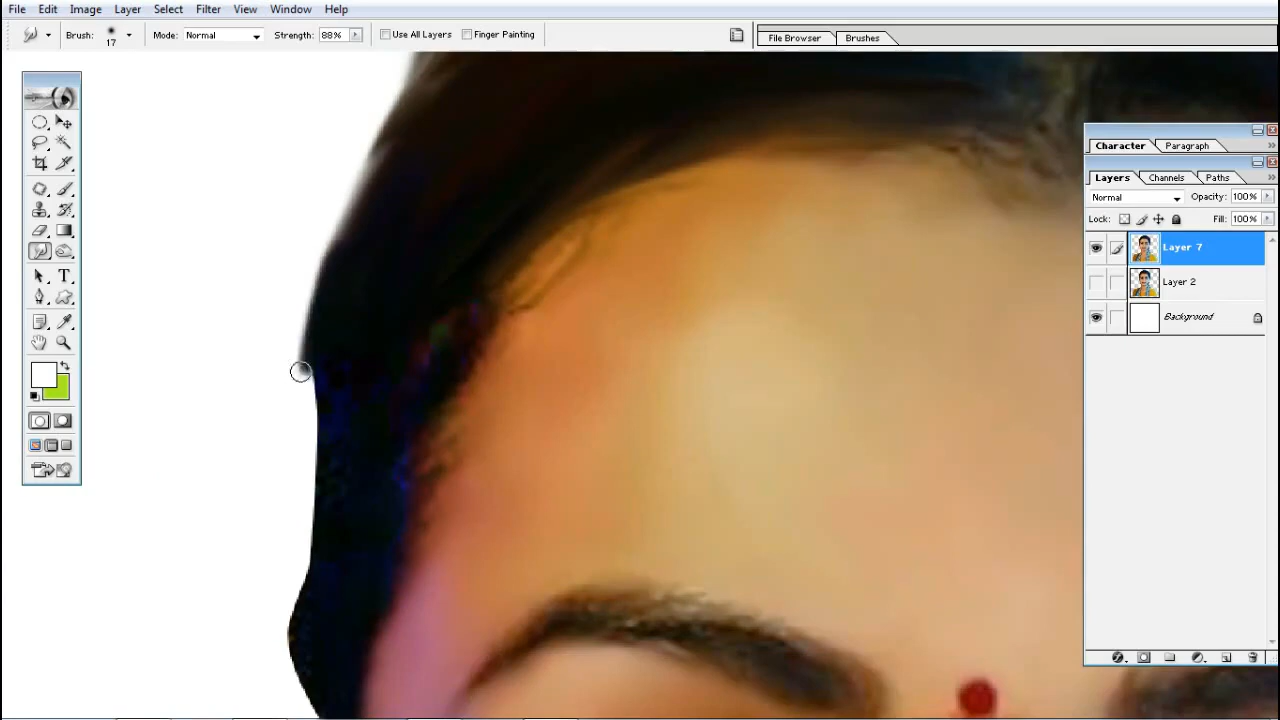 File Edit Image Layer Select Filter View Window Help
Brush: 17 Mode: Normal Strength: 88% Use All Layers Finger Painting File Browser Brushes
Character Paragraph
Layers Channels Paths
Normal Opacity: 100%
Lock: Fill: 100%
Layer 7
Layer 2
Background